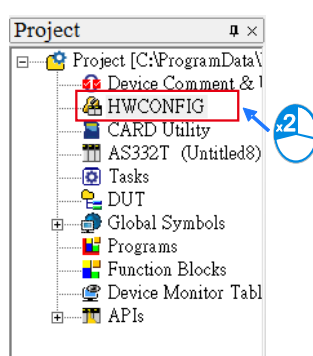 Project
Project [C:\ProgramData\
Device Comment &
HWCONFIG
x2
CARD Utility
AS332T (Untitled8)
Tasks
DUT
Global Symbols
Programs
Function Blocks
Device Monitor Tabl
APIs